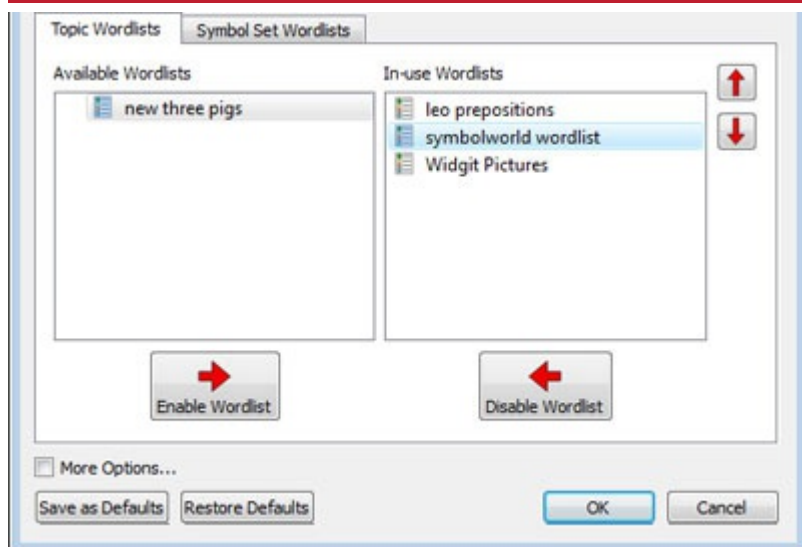 Topic Wordlists
Symbol Set Wordlists
Available Wordlists
In-use Wordlists
new three pigs
leo prepositions
symbolworld wordlist
Widgit Pictures
Enable Wordlist
Disable Wordlist
More Options...
Save as Defaults
Restore Defaults
OK
Cancel